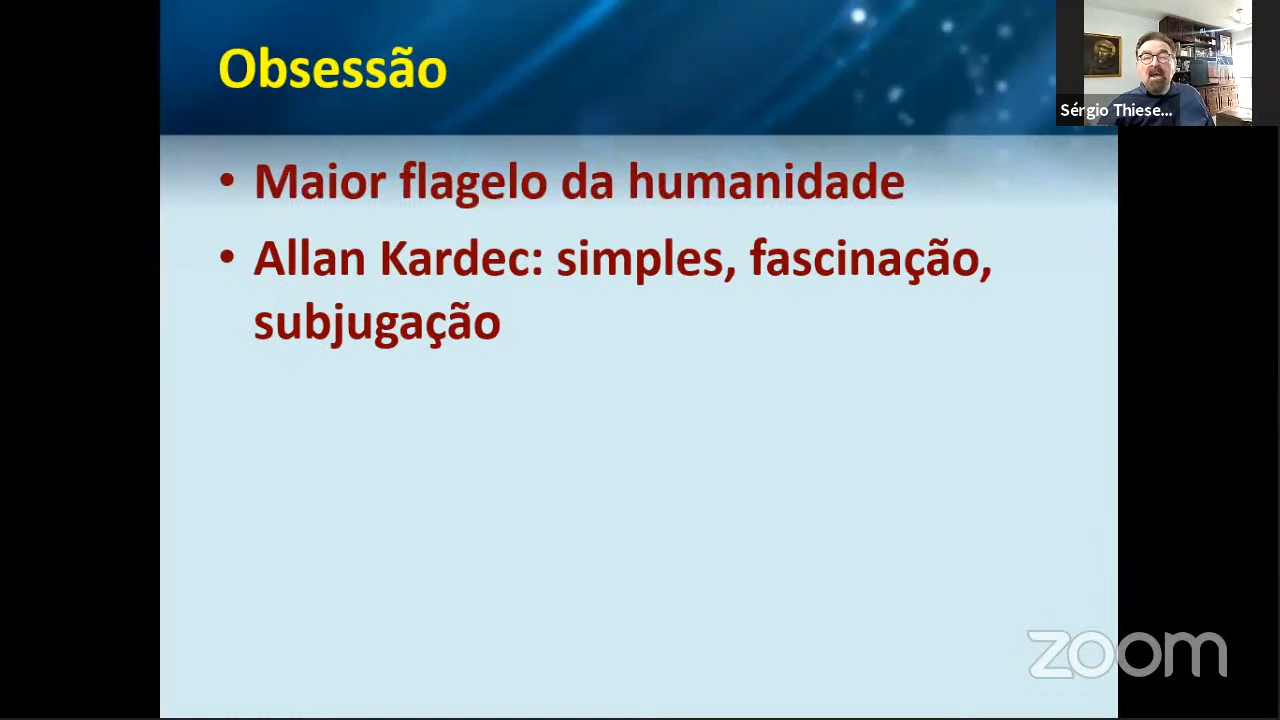 Obsessão
Sérgio Thiese...
• Maior flagelo da humanidade
• Allan Kardec: simples, fascinação,
subjugação
zoom